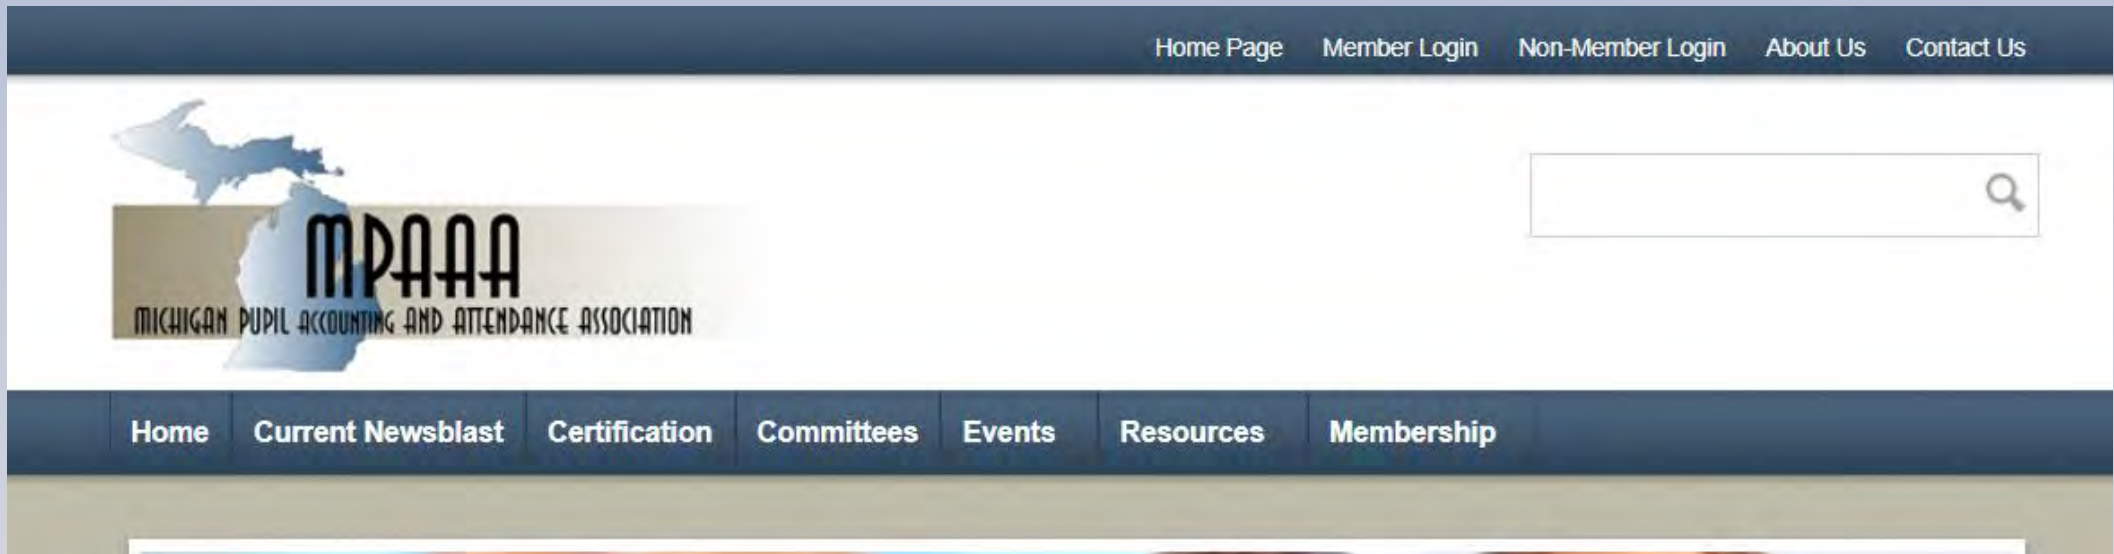 Home Page Member Login Non-Member Login About Us Contact Us
MPAAA
MICHIGAN PUPIL ACCOUNTING AND ATTENDANCE ASSOCIATION
Home Current Newsblast Certification Committees Events Resources Membership